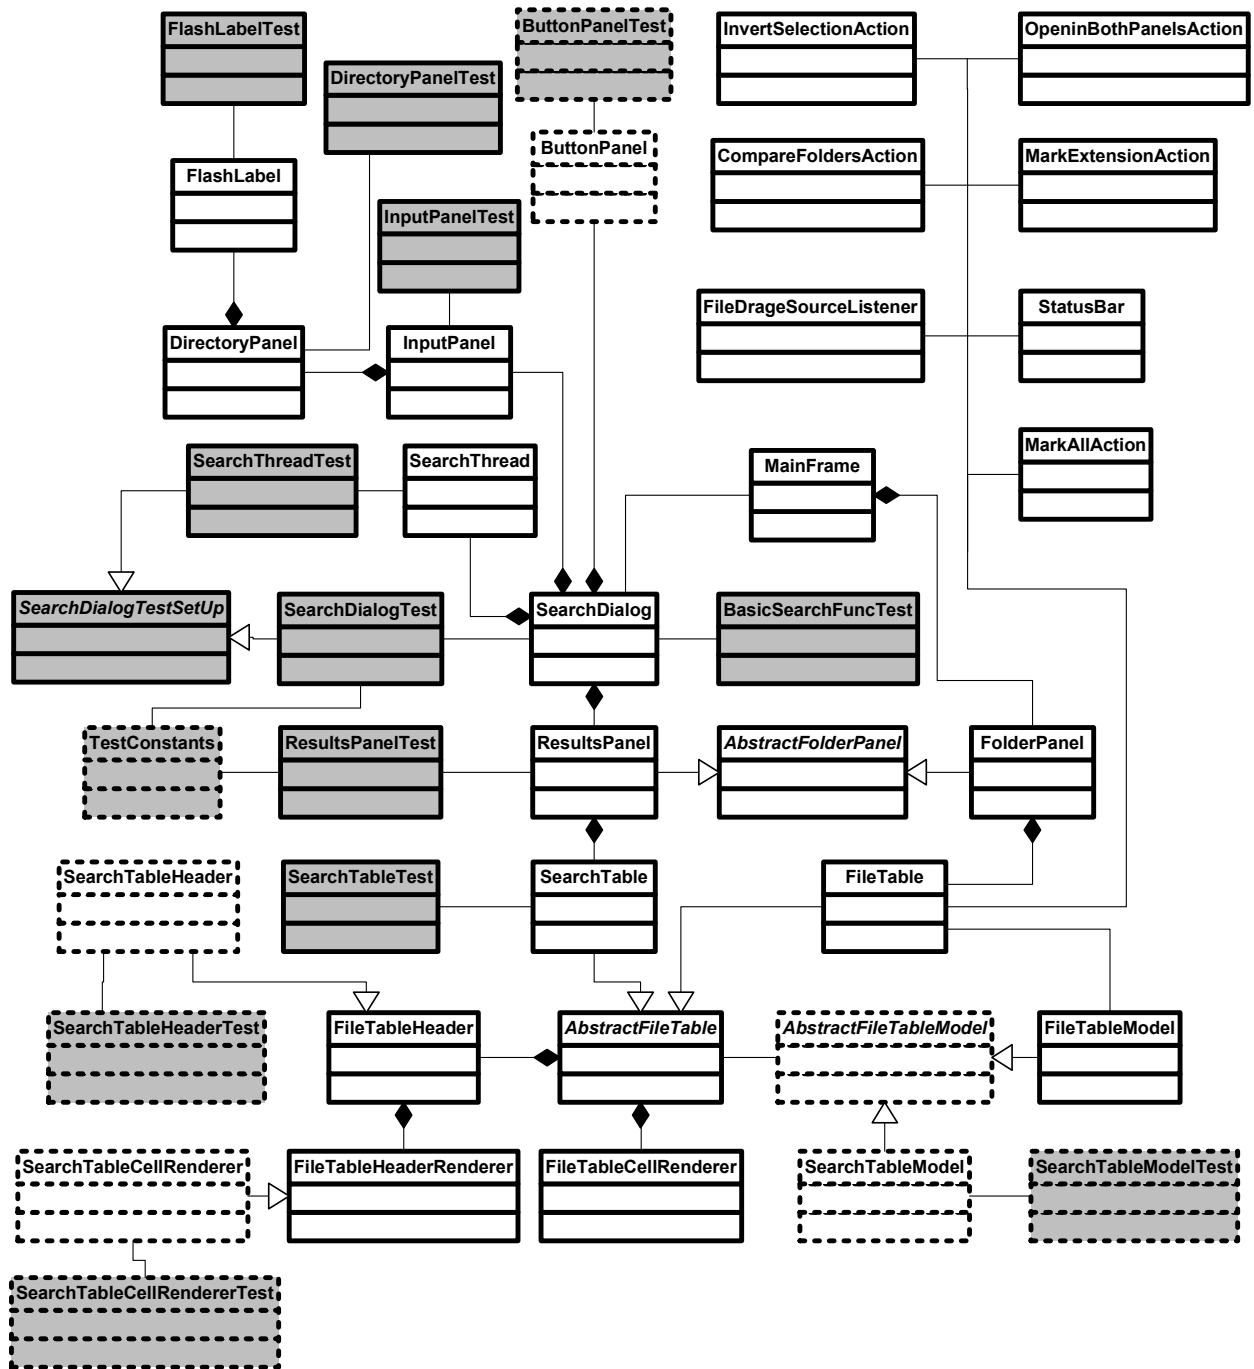 FlashLabelTest
ButtonPanelTest
InvertSelectionAction
OpeninBothPanelsAction
DirectoryPanelTest
ButtonPanel
CompareFoldersAction
MarkExtensionAction
FlashLabel
InputPanelTest
FileDrageSourceListener
StatusBar
DirectoryPanel
InputPanel
MarkAllAction
SearchThreadTest
SearchThread
MainFrame
SearchDialogTestSetUp
SearchDialogTest
SearchDialog
BasicSearchFuncTest
TestConstants
ResultsPanelTest
ResultsPanel
AbstractFolderPanel
FolderPanel
SearchTableHeader
SearchTableTest
SearchTable
FileTable
SearchTableHeaderTest
FileTableHeader
AbstractFileTable
AbstractFileTableModel
FileTableModel
SearchTableCellRenderer
FileTableHeaderRenderer
FileTableCellRenderer
SearchTableModel
SearchTableModelTest
SearchTableCellRendererTest